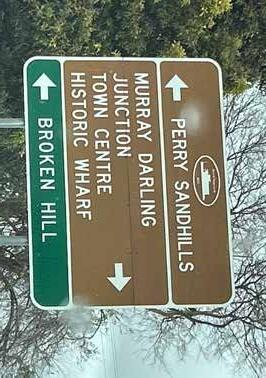 PERRY SANDHILLS
MURRAY DARLING
JUNCTION
TOWN CENTRE
HISTORIC WHARF
BROKEN HILL